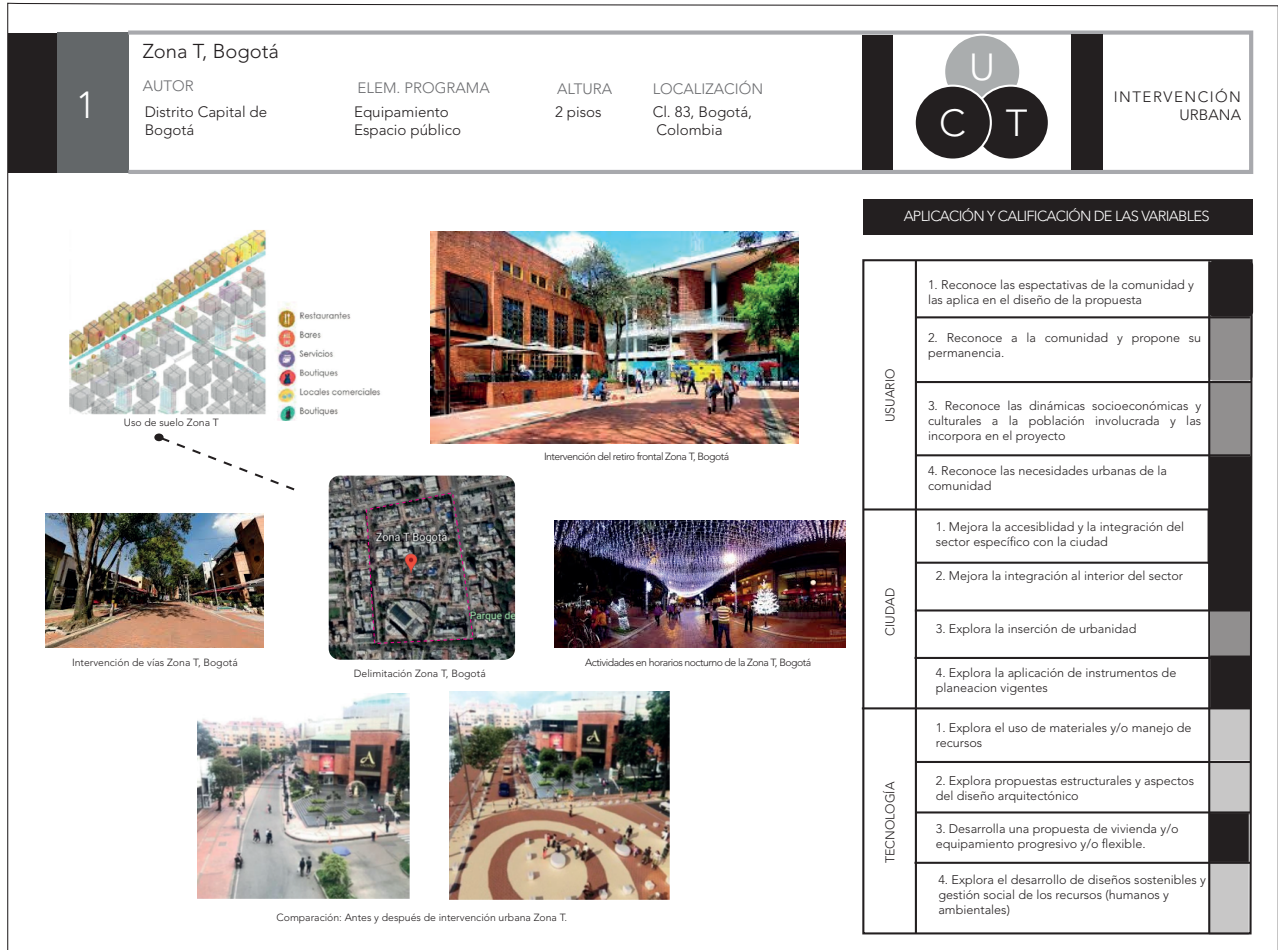 1
Zona T, Bogotá
AUTOR
Distrito Capital de
Bogotá
ELEM. PROGRAMA
Equipamiento
Espacio público
ALTURA
2 pisos
LOCALIZACIÓN
Cl. 83, Bogotá,
Colombia
U
C T
INTERVENCIÓN
URBANA
Restaurantes
Bares
Servicios
Boutiques
Locales comerciales
Boutiques
Uso de suelo Zona T
Intervención del retiro frontal Zona T, Bogotá
Intervención de vías Zona T, Bogotá
Zona T Bogotá
Parque de
Delimitación Zona T, Bogotá
Actividades en horarios nocturno de la Zona T, Bogotá
A
A
Comparación: Antes y después de intervención urbana Zona T.
APLICACIÓN Y CALIFICACIÓN DE LAS VARIABLES
USUARIO
1. Reconoce las espectativas de la comunidad y
las aplica en el diseño de la propuesta
2. Reconoce a la comunidad y propone su
permanencia.
3. Reconoce las dinámicas socioeconómicas y
culturales a la población involucrada y las
incorpora en el proyecto
4. Reconoce las necesidades urbanas de la
comunidad
CIUDAD
1. Mejora la accesiblidad y la integración del
sector específico con la ciudad
2. Mejora la integración al interior del sector
3. Explora la inserción de urbanidad
4. Explora la aplicación de instrumentos de
planeacion vigentes
TECNOLOGÍA
1. Explora el uso de materiales y/o manejo de
recursos
2. Explora propuestas estructurales y aspectos
del diseño arquitectónico
3. Desarrolla una propuesta de vivienda y/o
equipamiento progresivo y/o flexible.
4. Explora el desarrollo de diseños sostenibles y
gestión social de los recursos (humanos y
ambientales)